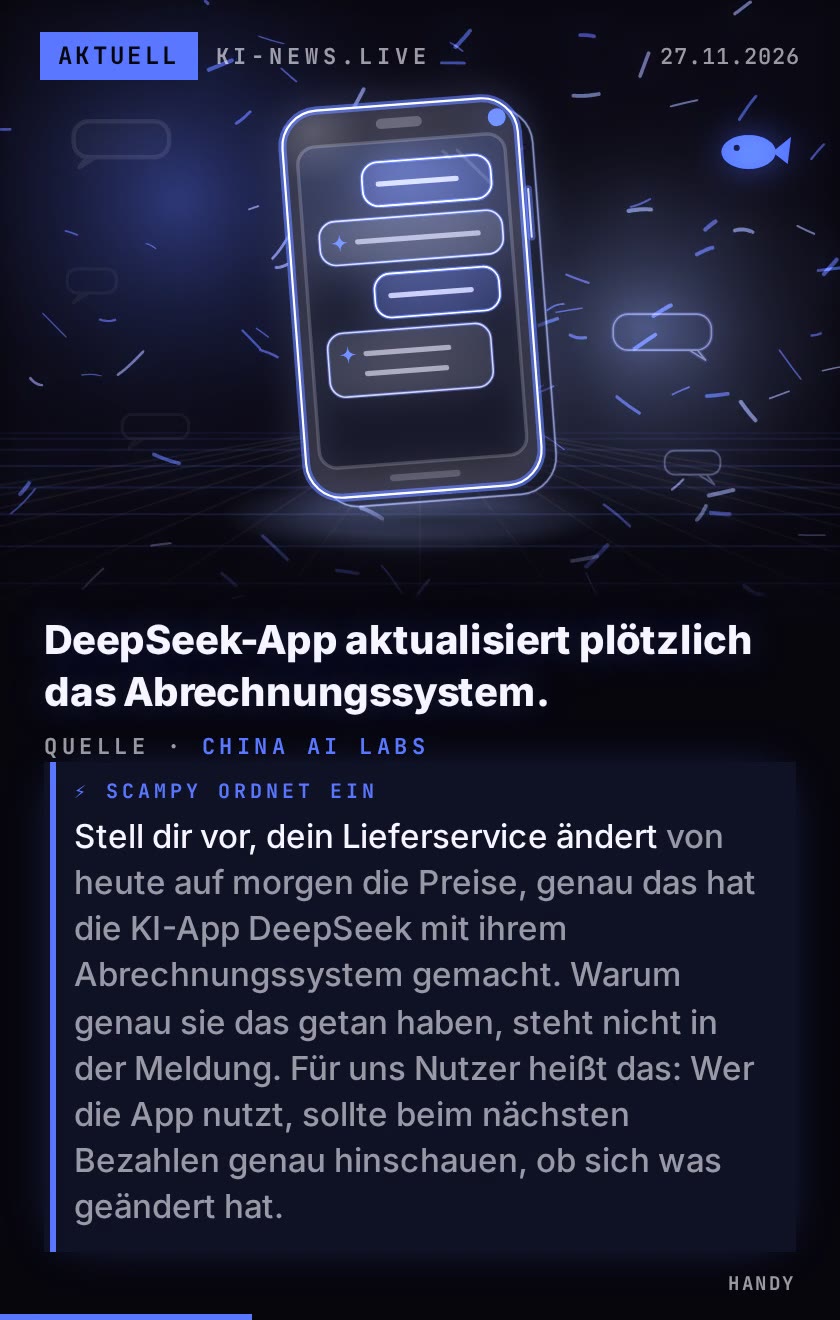 AKTUELL KI-NEWS.LIVE 27.11.2026
DeepSeek-App aktualisiert plötzlich
das Abrechnungssystem.
QUELLE · CHINA AI LABS
⚡ SCAMPY ORDNET EIN
Stell dir vor, dein Lieferservice ändert von
heute auf morgen die Preise, genau das hat
die KI-App DeepSeek mit ihrem
Abrechnungssystem gemacht. Warum
genau sie das getan haben, steht nicht in
der Meldung. Für uns Nutzer heißt das: Wer
die App nutzt, sollte beim nächsten
Bezahlen genau hinschauen, ob sich was
geändert hat.
HANDY